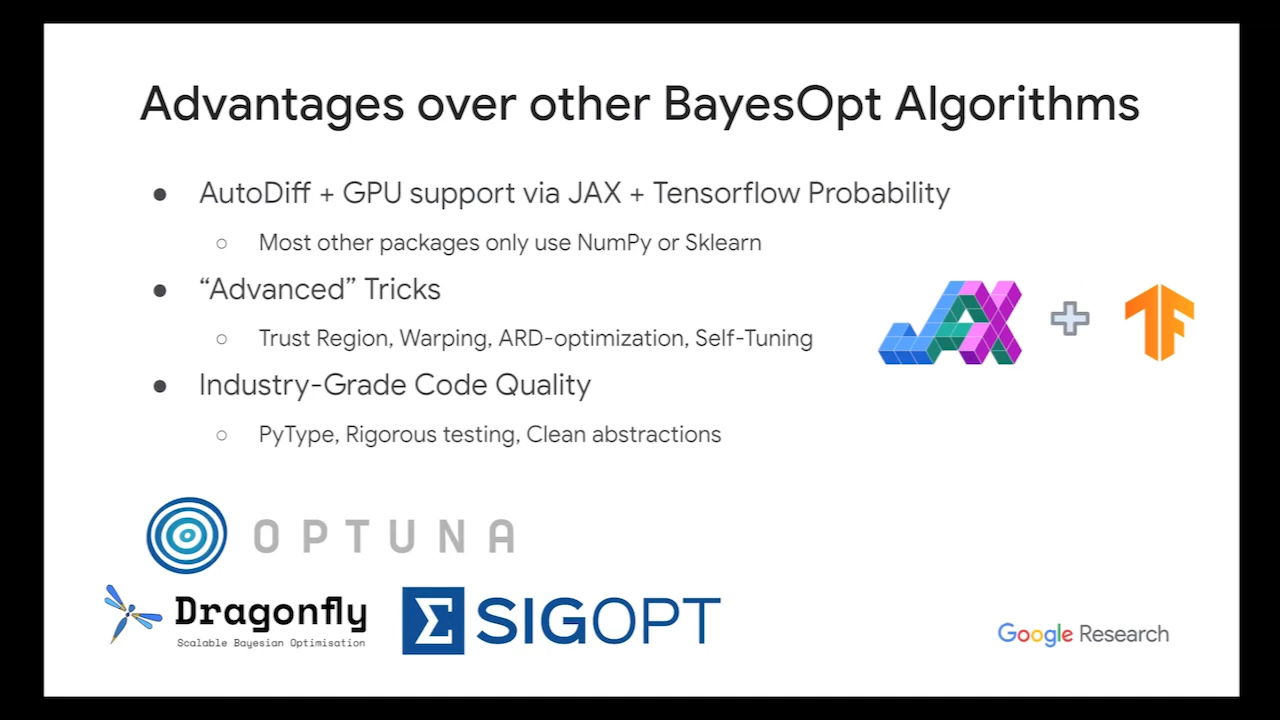 Advantages over other BayesOpt Algorithms
● AutoDiff + GPU support via JAX + Tensorflow Probability
○ Most other packages only use NumPy or Sklearn
● “Advanced” Tricks
○ Trust Region, Warping, ARD-optimization, Self-Tuning
● Industry-Grade Code Quality
○ PyType, Rigorous testing, Clean abstractions
JAX
TF
OPTUNA
Dragonfly
Scalable Bayesian Optimisation
Σ SIGOPT
Google Research